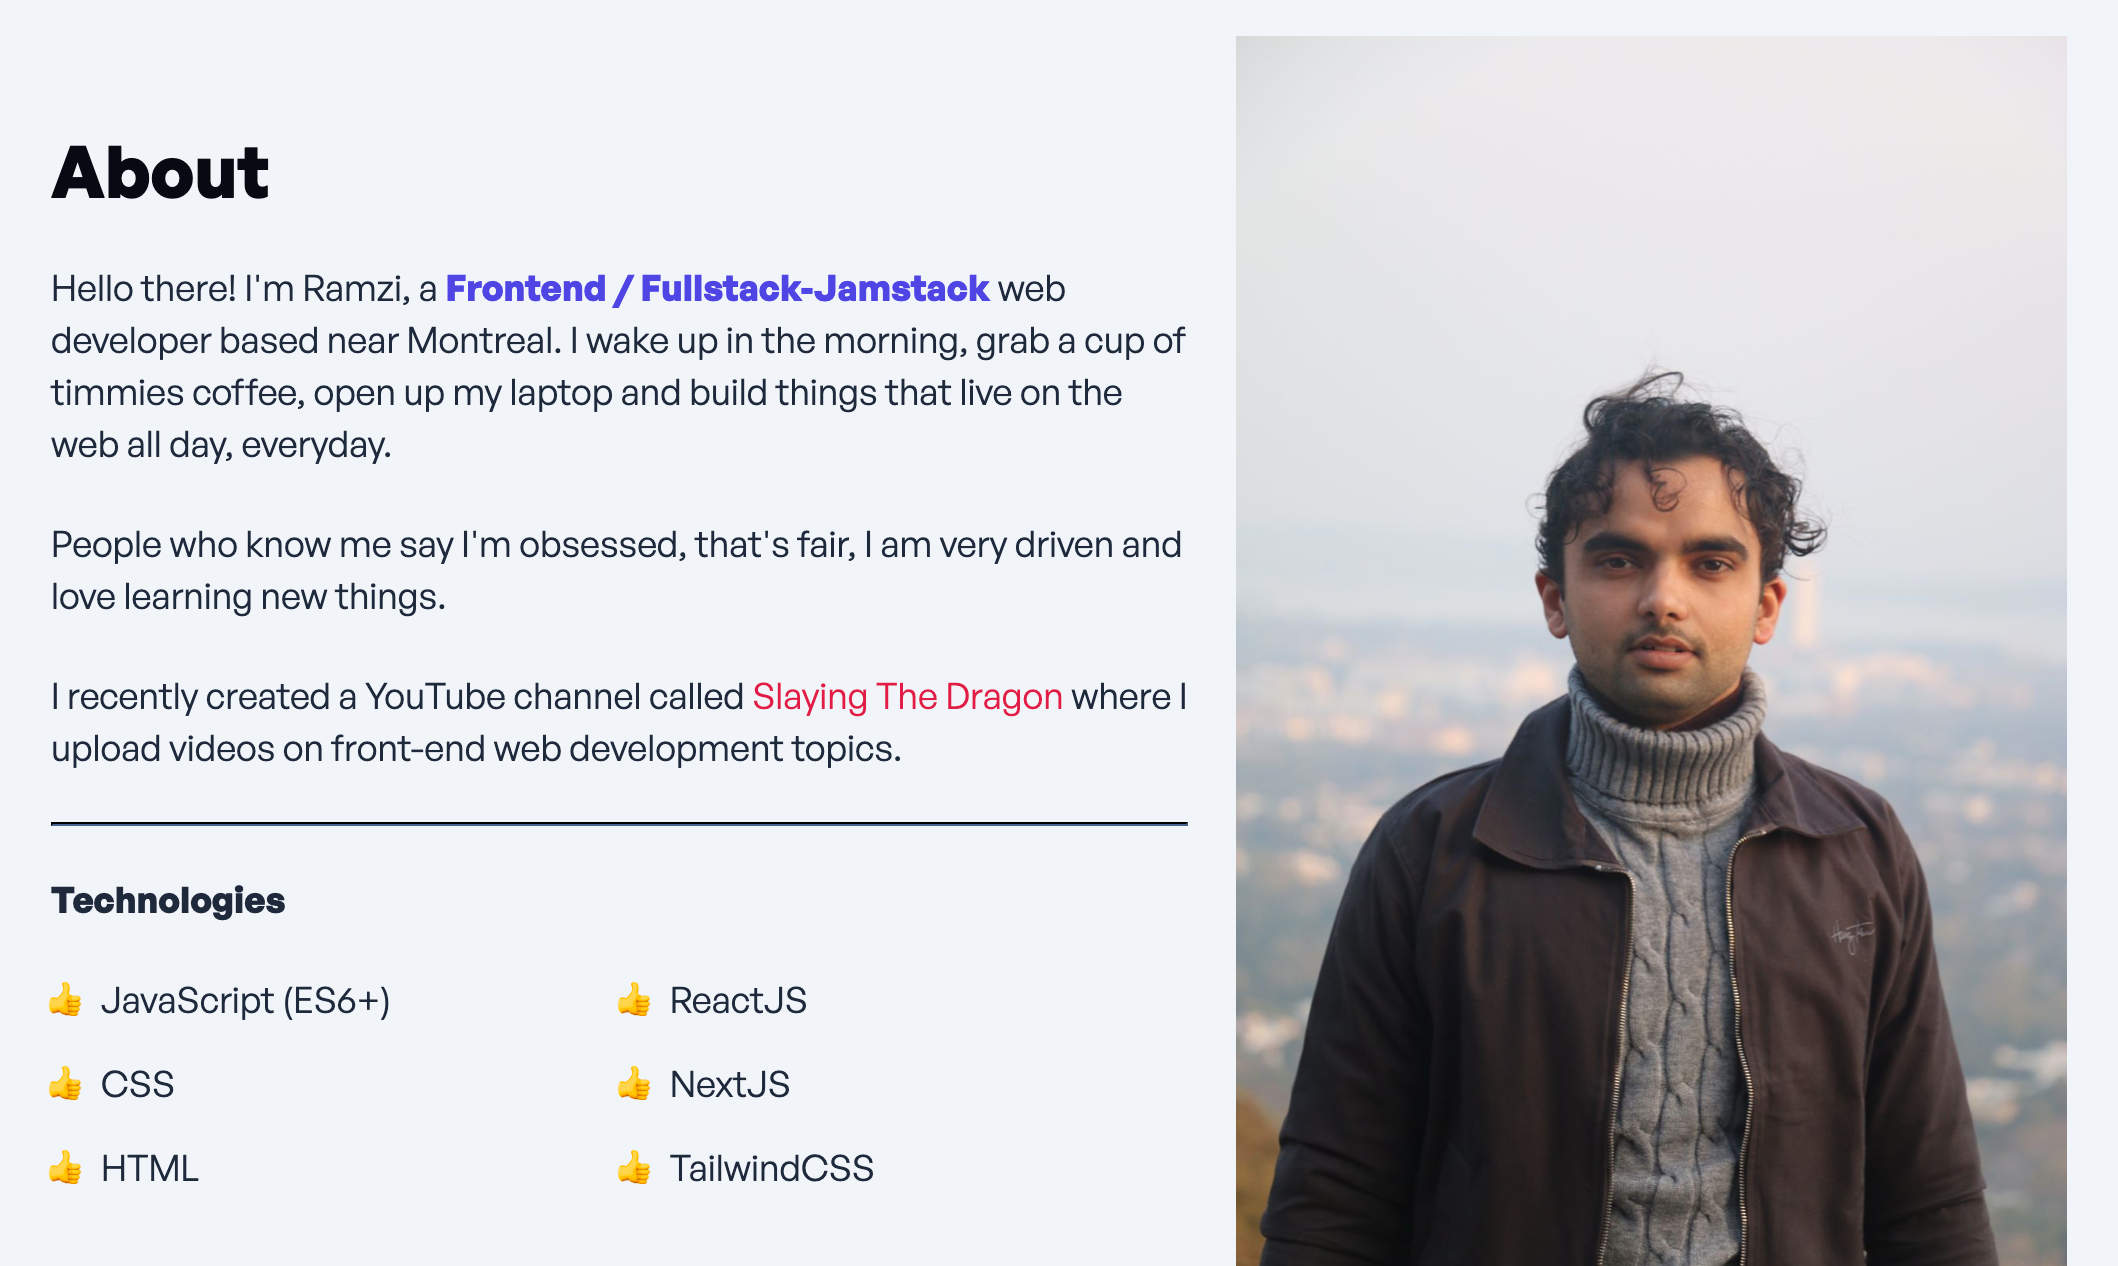 About
Hello there! I'm Ramzi, a Frontend / Fullstack-Jamstack web
developer based near Montreal. I wake up in the morning, grab a cup of
timmies coffee, open up my laptop and build things that live on the
web all day, everyday.
People who know me say I'm obsessed, that's fair, I am very driven and
love learning new things.
I recently created a YouTube channel called Slaying The Dragon where I
upload videos on front-end web development topics.
Technologies
👍 JavaScript (ES6+)
👍 ReactJS
👍 CSS
👍 NextJS
👍 HTML
👍 TailwindCSS